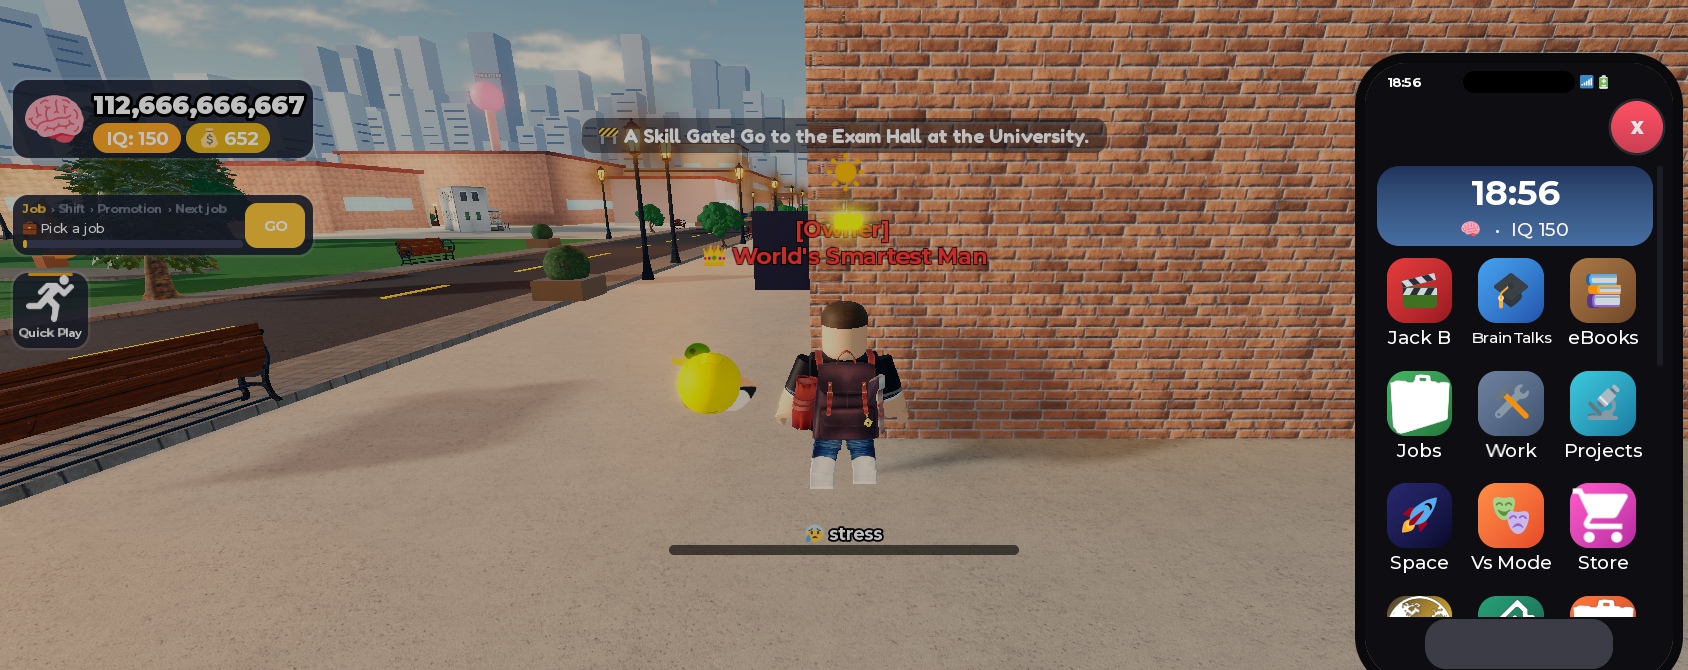 112,666,666,667
IQ: 150
652
Job › Shift › Promotion › Next job
Pick a job
GO
Quick Play
A Skill Gate! Go to the Exam Hall at the University.
[Owner]
World's Smartest Man
stress
18:56
X
18:56
· IQ 150
Jack B
BrainTalks
eBooks
Jobs
Work
Projects
Space
Vs Mode
Store